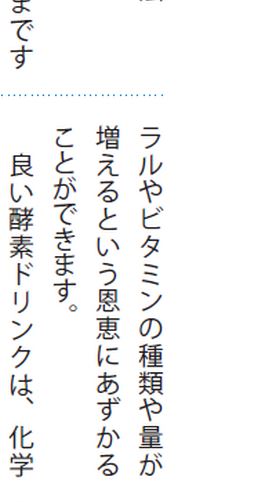 ラルやビタミンの種類や量が
増えるという恩恵にあずかる
ことができます。
良い酵素ドリンクは、化学
まです